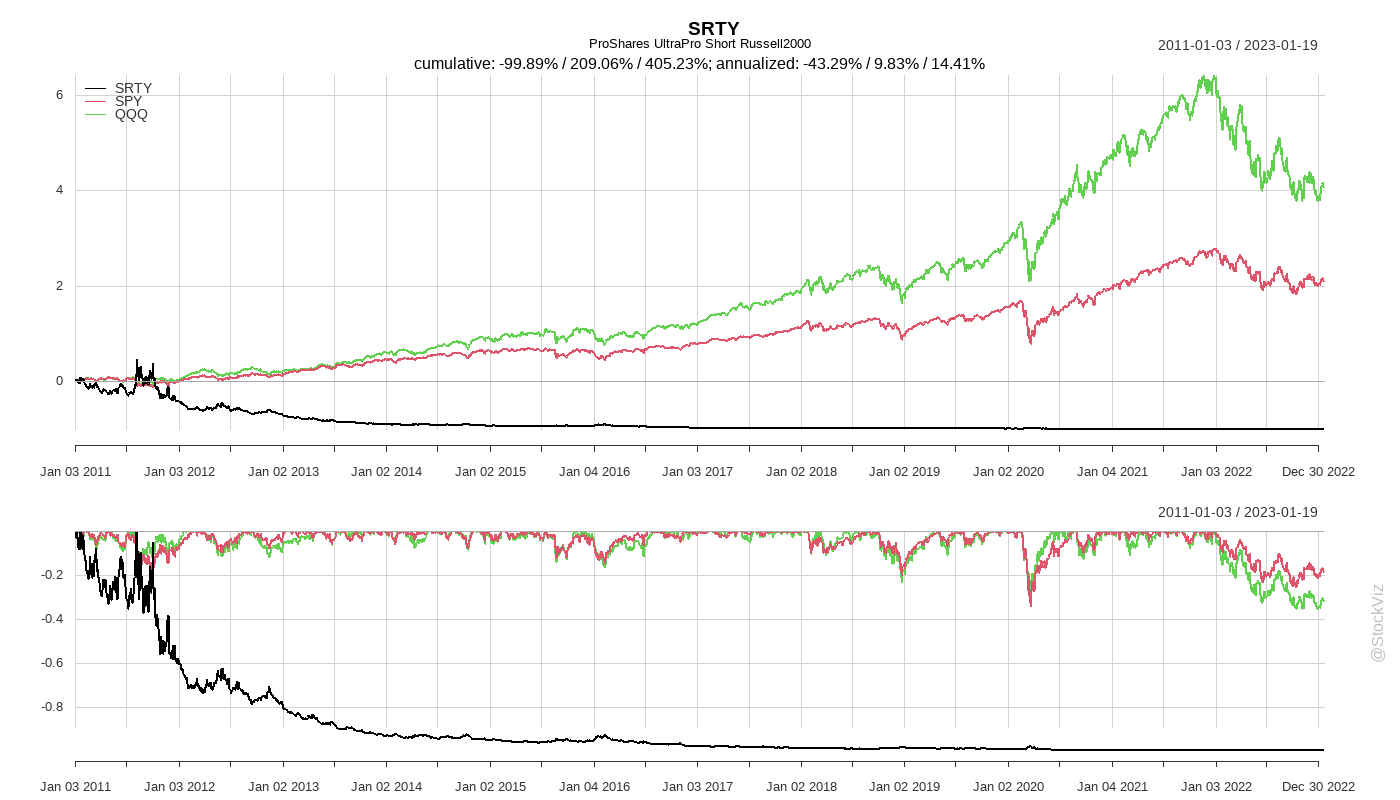 SRTY
ProShares UltraPro Short Russell2000
2011-01-03 / 2023-01-19
cumulative: -99.89% / 209.06% / 405.23%; annualized: -43.29% / 9.83% / 14.41%
SRTY
SPY
QQQ
6
4
2
0
Jan 03 2011 Jan 03 2012 Jan 02 2013 Jan 02 2014 Jan 02 2015 Jan 04 2016 Jan 03 2017 Jan 02 2018 Jan 02 2019 Jan 02 2020 Jan 04 2021 Jan 03 2022 Dec 30 2022
2011-01-03 / 2023-01-19
-0.2
-0.4
-0.6
-0.8
Jan 03 2011 Jan 03 2012 Jan 02 2013 Jan 02 2014 Jan 02 2015 Jan 04 2016 Jan 03 2017 Jan 02 2018 Jan 02 2019 Jan 02 2020 Jan 04 2021 Jan 03 2022 Dec 30 2022
@StockViz